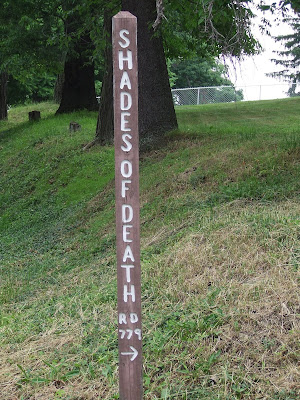 SHADES OF DEATH
RD
779
→